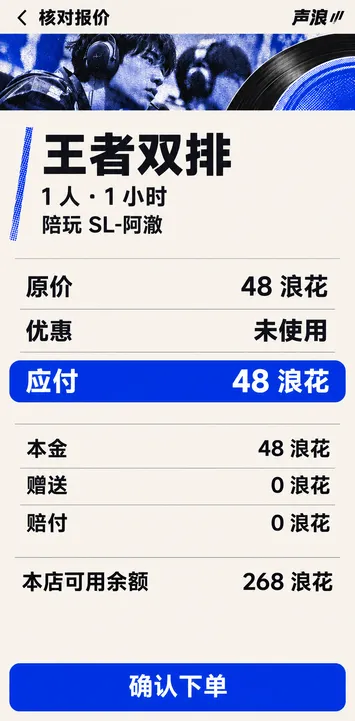 核对报价
声浪
王者双排
1 人 · 1 小时
陪玩 SL-阿澈
原价 48 浪花
优惠 未使用
应付 48 浪花
本金 48 浪花
赠送 0 浪花
赔付 0 浪花
本店可用余额 268 浪花
确认下单